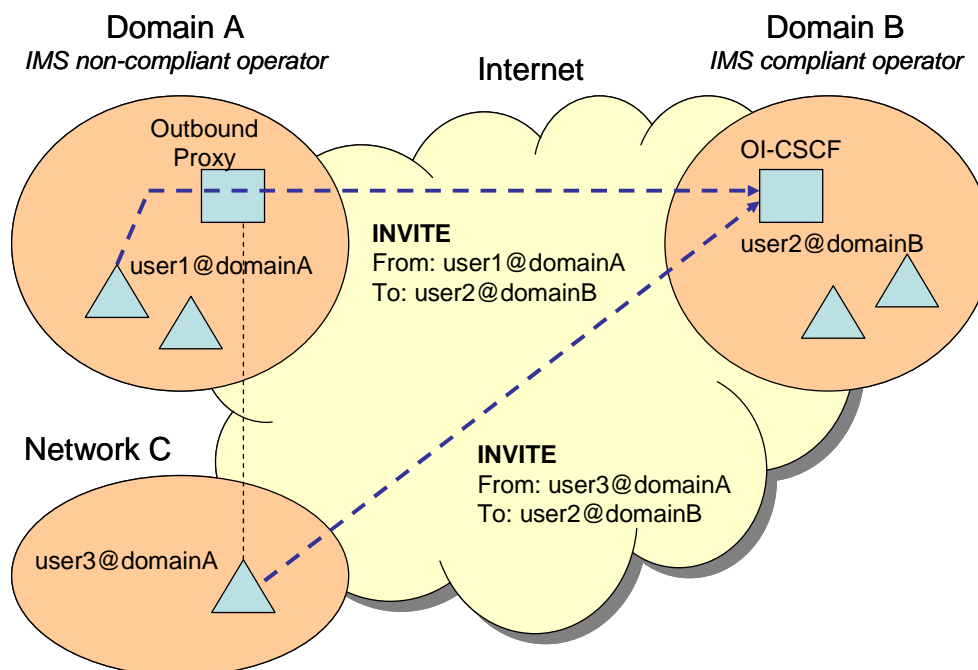 Domain A
IMS non-compliant operator
Domain B
IMS compliant operator
Internet
Outbound
Proxy
OI-CSCF
user1@domainA
INVITE
From: user1@domainA
To: user2@domainB
user2@domainB
Network C
INVITE
From: user3@domainA
To: user2@domainB
user3@domainA